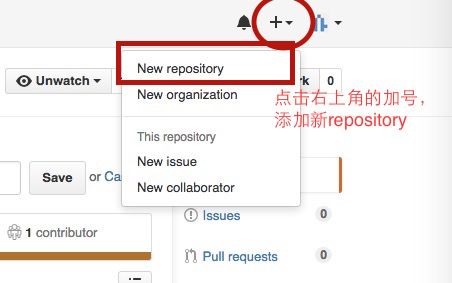 Unwatch
rk 0
New repository
New organization
点击右上角的加号，
添加新repository
This repository
New issue
New collaborator
Save or Ca
Issues 0
1 contributor
Pull requests 0